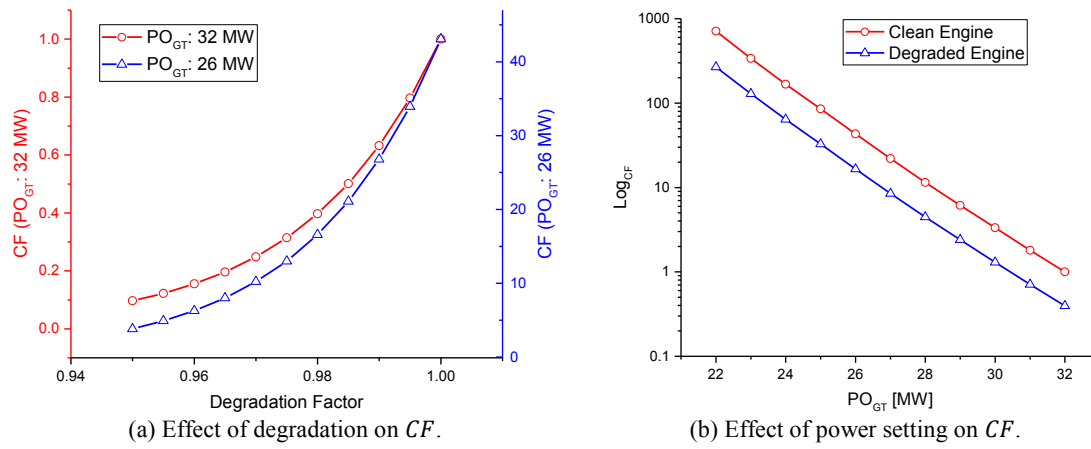 PO_GT: 32 MW
PO_GT: 26 MW
1.0
0.8
0.6
0.4
0.2
0.0
CF (PO_GT: 32 MW)
40
30
20
10
0
CF (PO_GT: 26 MW)
0.94
0.96
0.98
1.00
Degradation Factor
(a) Effect of degradation on CF.
Clean Engine
Degraded Engine
1000
100
10
1
0.1
Log_CF
22
24
26
28
30
32
PO_GT [MW]
(b) Effect of power setting on CF.